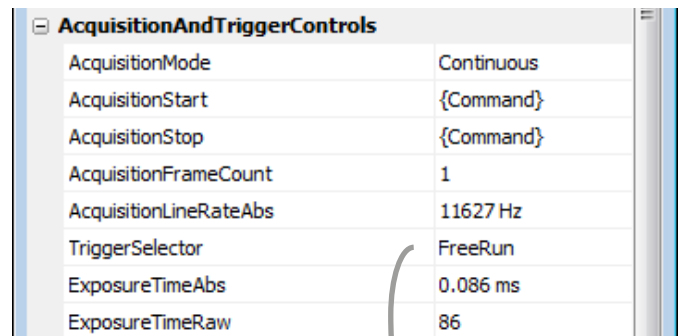 AcquisitionAndTriggerControls
AcquisitionMode Continuous
AcquisitionStart {Command}
AcquisitionStop {Command}
AcquisitionFrameCount 1
AcquisitionLineRateAbs 11627 Hz
TriggerSelector FreeRun
ExposureTimeAbs 0.086 ms
ExposureTimeRaw 86